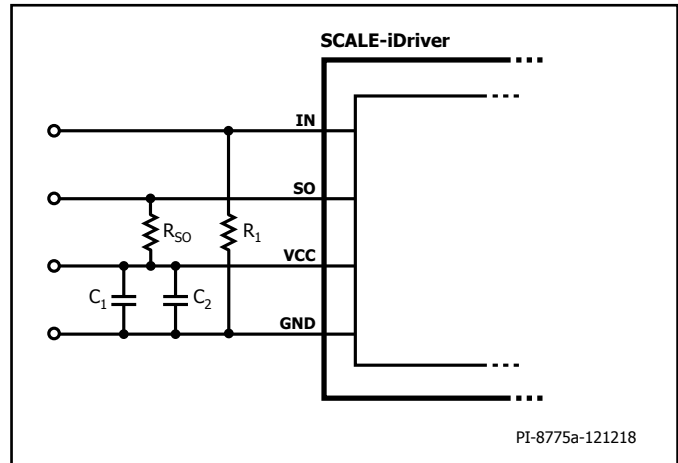 SCALE-iDriver
IN
SO
R_SO R_1
VCC
C_1 C_2
GND
PI-8775a-121218